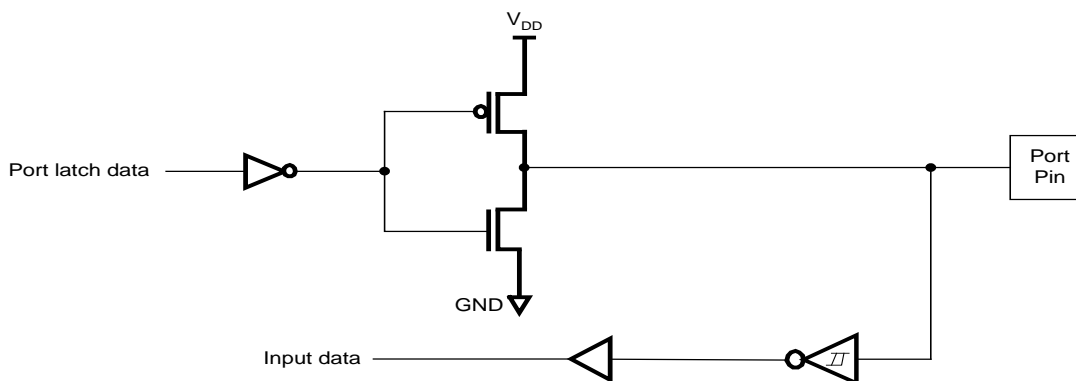 VDD
Port latch data
Port
Pin
GND
Input data